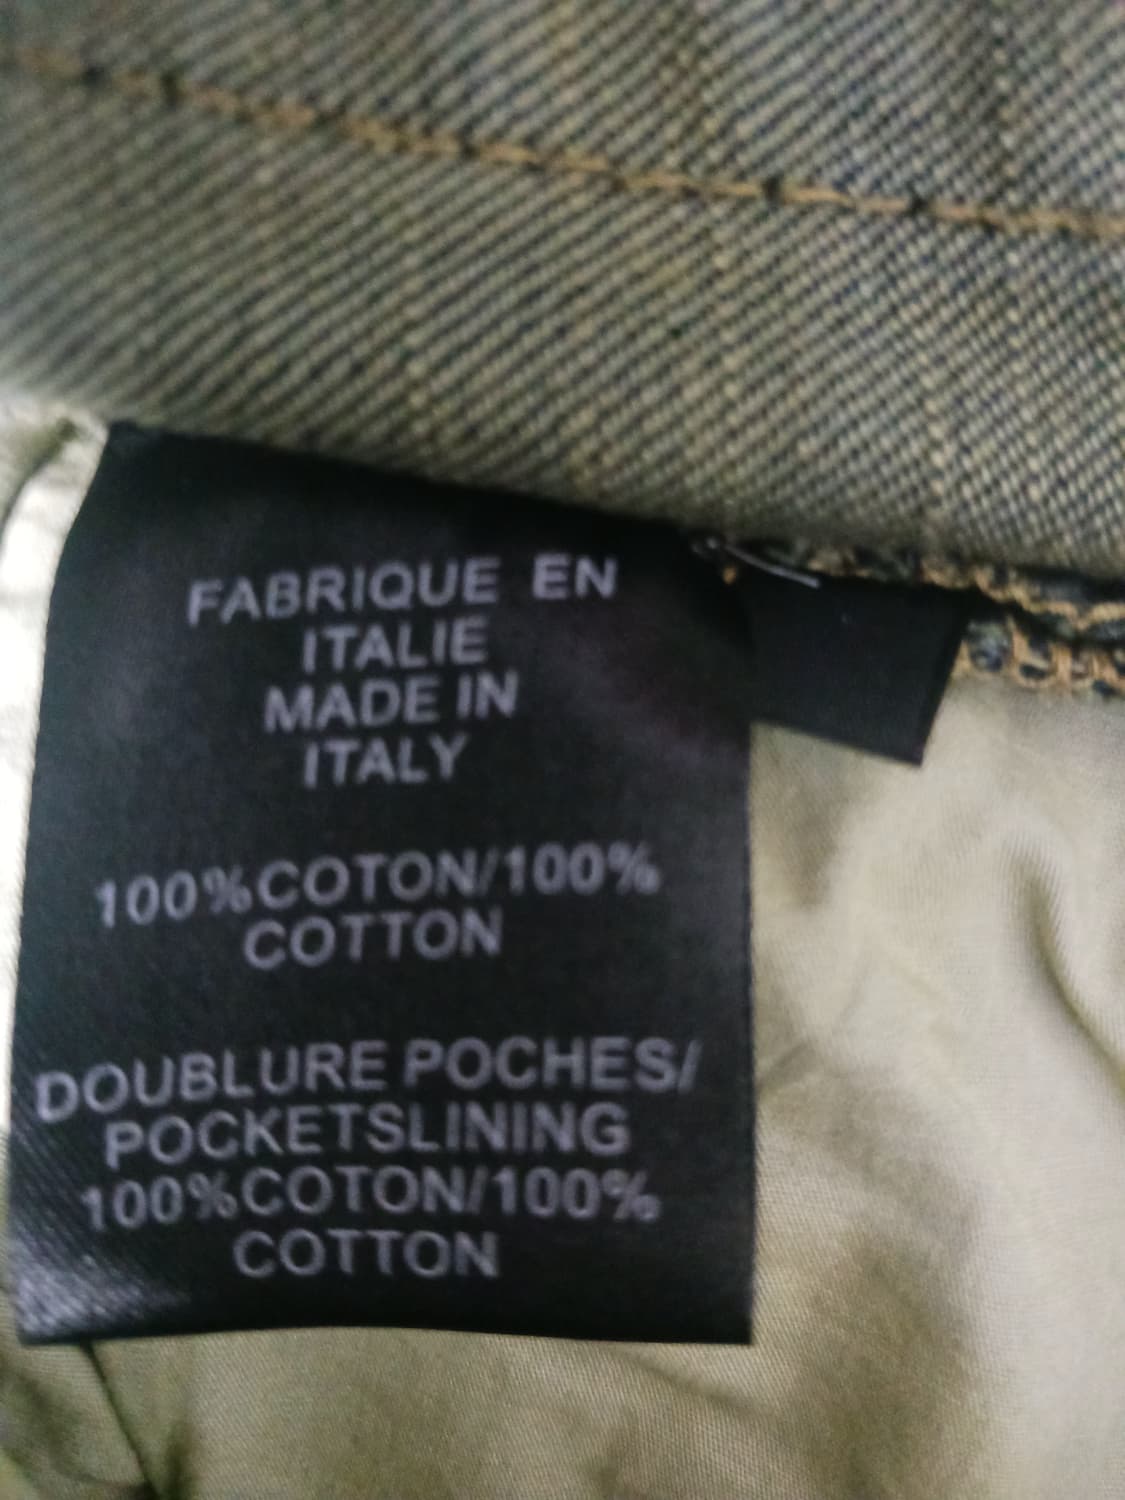 FABRIQUE EN
ITALIE
MADE IN
ITALY
100%COTON/100%
COTTON
DOUBLURE POCHES/
POCKETSLINING
100%COTON/100%
COTTON